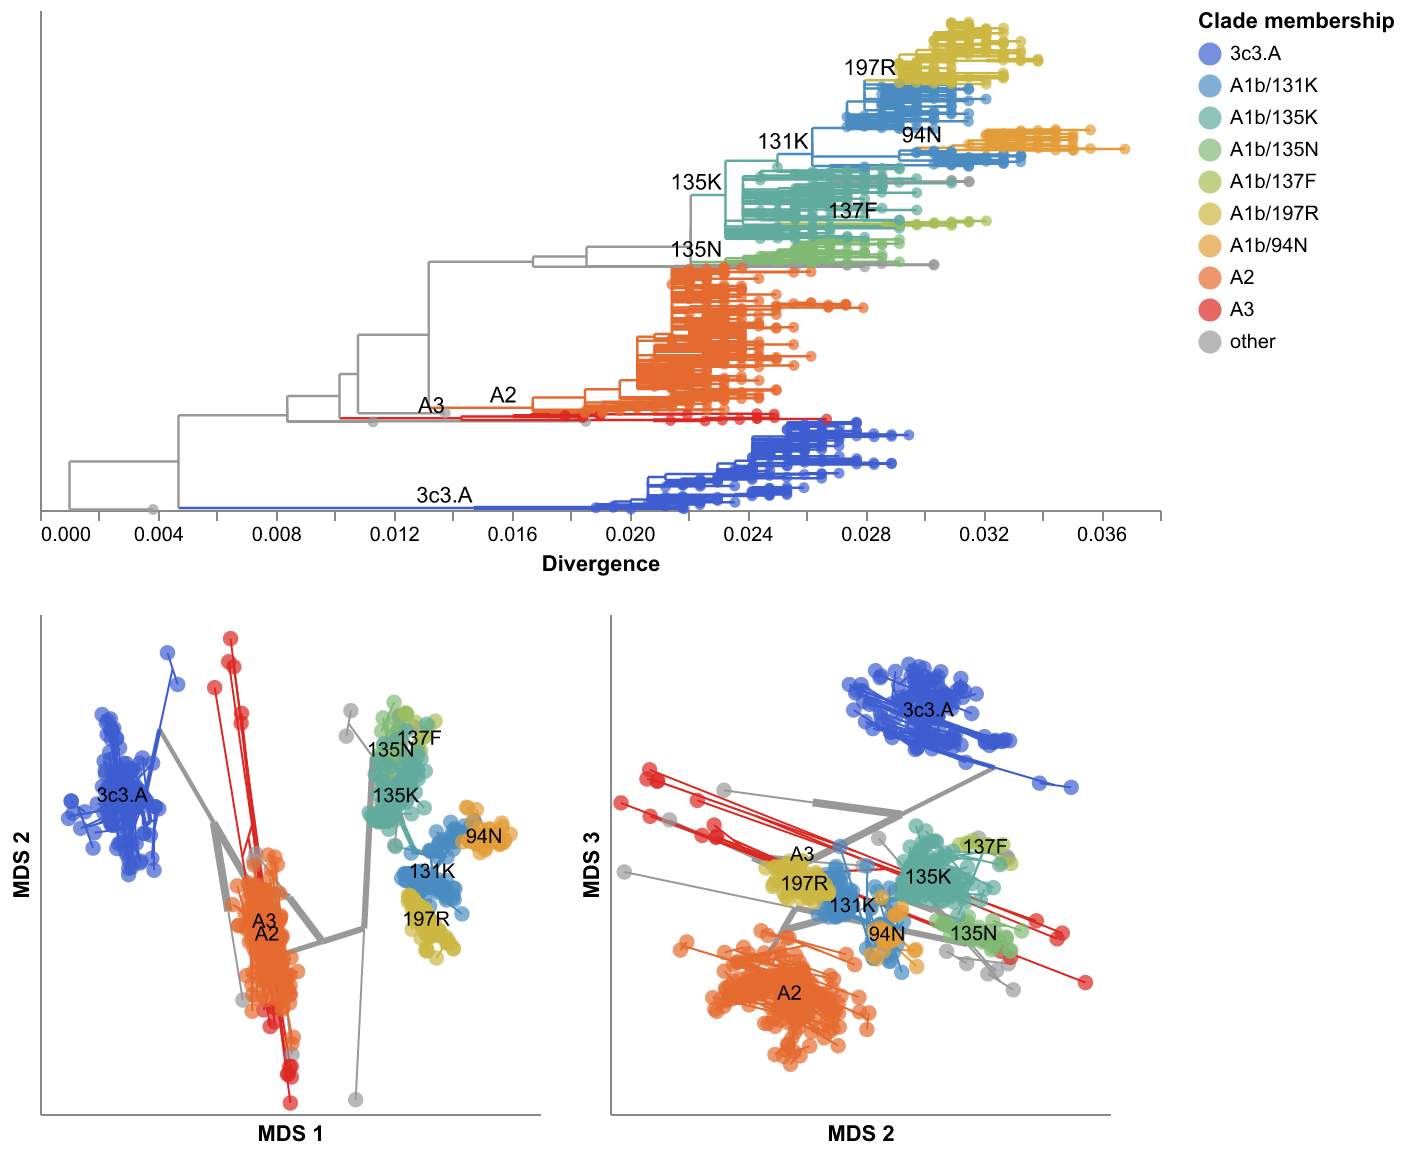 Clade membership
3c3.A
A1b/131K
A1b/135K
A1b/135N
A1b/137F
A1b/197R
A1b/94N
A2
A3
other
197R
94N
131K
135K
137F
135N
A2
A3
3c3.A
0.000 0.004 0.008 0.012 0.016 0.020 0.024 0.028 0.032 0.036
Divergence
137F
135N
3c3.A
135K
94N
131K
197R
A3
A2
MDS 2
MDS 1
3c3.A
137F
A3
135K
197R
131K
94N
135N
A2
MDS 3
MDS 2